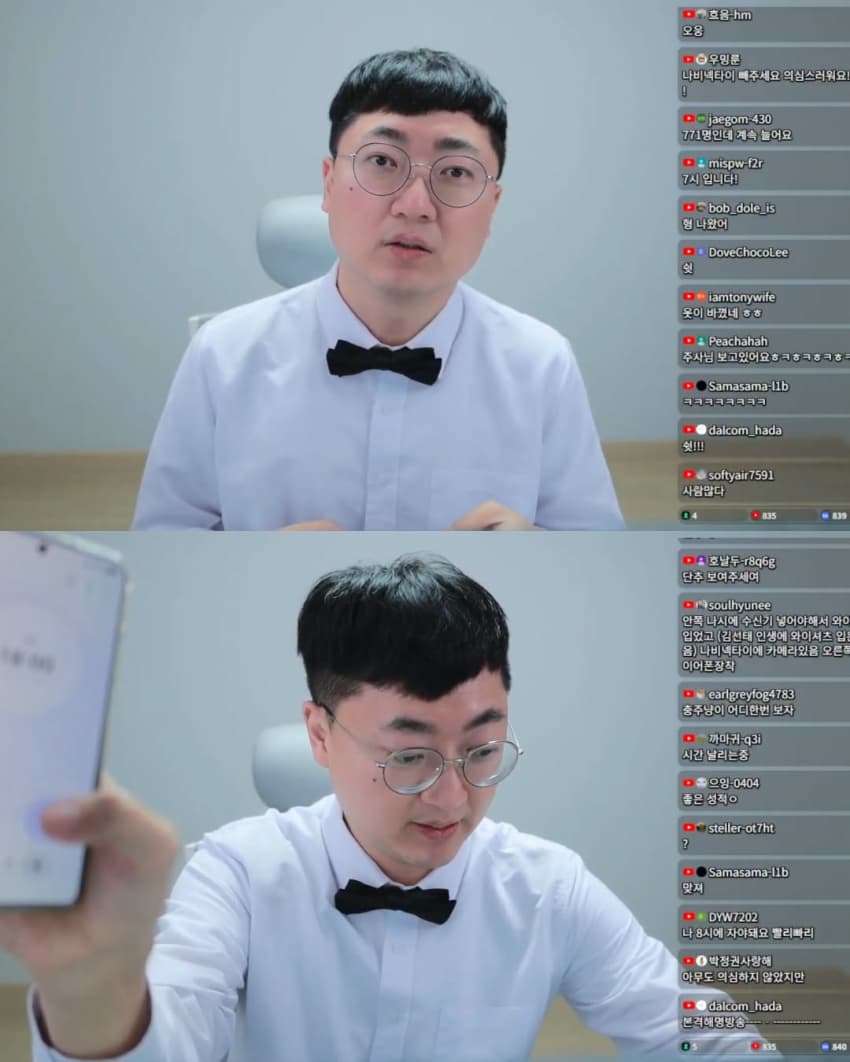 흐음-hm
오옹
우밍룬
나비넥타이 빼주세요 의심스러워요!
!
jaegom-430
771명인데 계속 늘어요
mispw-f2r
7시 입니다!
bob_dole_is
형 나왔어
DoveChocoLee
쉿
iamtonywife
옷이 바꼈네 ㅎㅎ
Peachahah
주사님 보고있어요ㅎㅋㅎㅋㅎㅋㅎㅋ
Samasama-l1b
ㅋㅋㅋㅋㅋㅋㅋㅋ
dalcom_hada
쉿!!!
softyair7591
사람많다
4 835 839
호날두-r8q6g
단추 보여주세여
soulhyunee
안쪽 나시에 수신기 넣어야해서 와이
입었고 (김선태 인생에 와이셔츠 입은
음) 나비넥타이에 카메라있음 오른쪽
이어폰장착
earlgreyfog4783
충주냥이 어디한번 보자
까마귀-q3i
시간 날리는중
으잉-0404
좋은 성적ㅇ
steller-ot7ht
?
Samasama-l1b
맞져
DYW7202
나 8시에 자야돼요 빨리빠리
박정권사랑해
아무도 의심하지 않았지만
dalcom_hada
본격해명방송---- - ------------
5 835 840